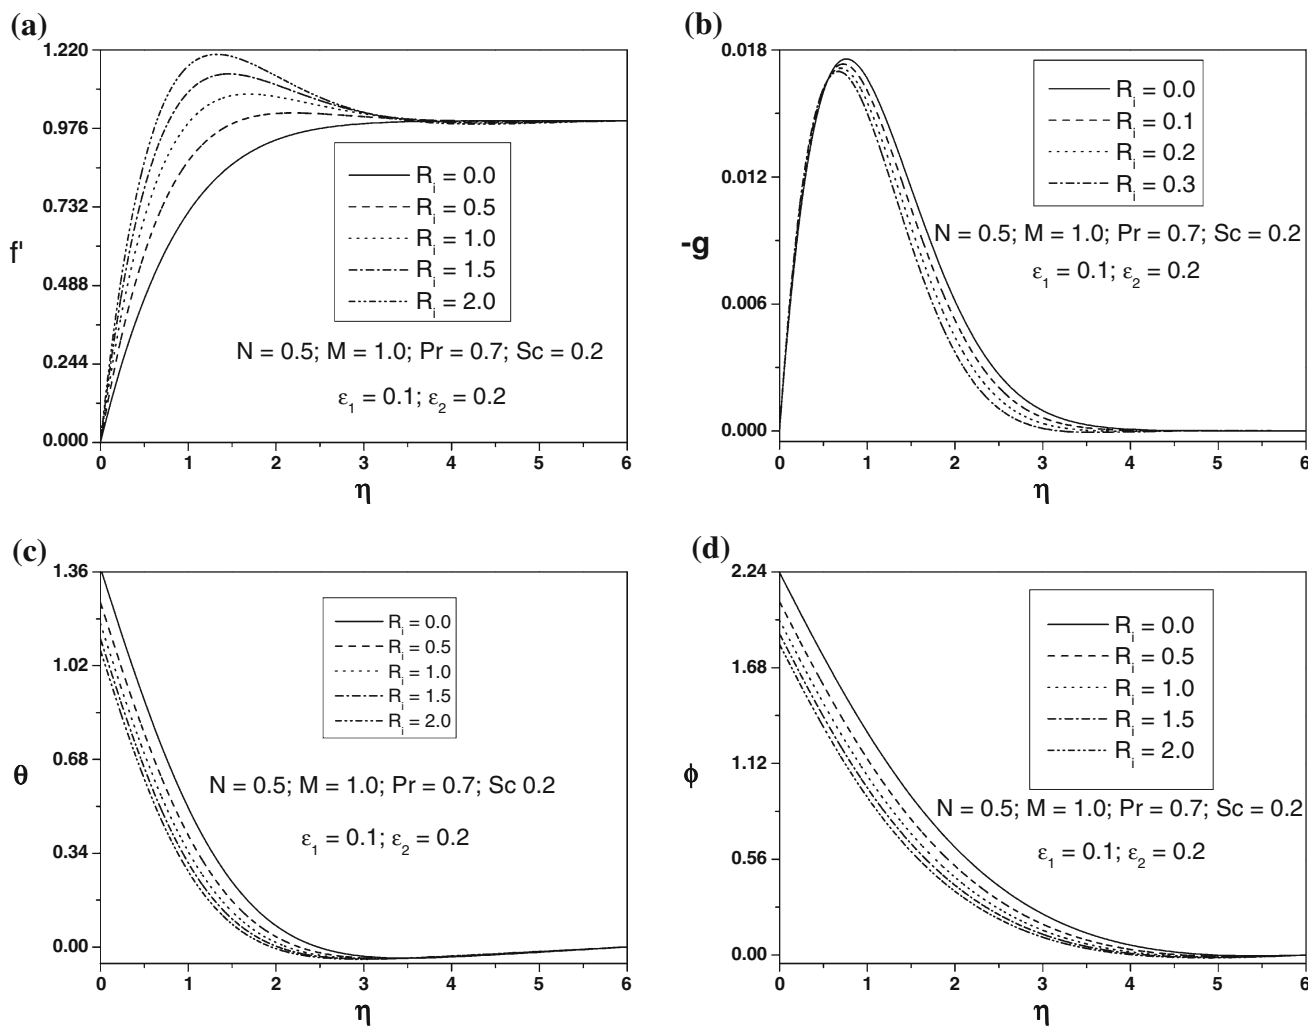 (a)
1.220
0.976
0.732
0.488
0.244
0.000
f'
R_i = 0.0
R_i = 0.5
R_i = 1.0
R_i = 1.5
R_i = 2.0
N = 0.5; M = 1.0; Pr = 0.7; Sc = 0.2
ε_1 = 0.1; ε_2 = 0.2
0 1 2 3 4 5 6
η
(b)
0.018
0.012
0.006
0.000
-g
R_i = 0.0
R_i = 0.1
R_i = 0.2
R_i = 0.3
N = 0.5; M = 1.0; Pr = 0.7; Sc = 0.2
ε_1 = 0.1; ε_2 = 0.2
0 1 2 3 4 5 6
η
(c)
1.36
1.02
0.68
0.34
0.00
θ
R_i = 0.0
R_i = 0.5
R_i = 1.0
R_i = 1.5
R_i = 2.0
N = 0.5; M = 1.0; Pr = 0.7; Sc 0.2
ε_1 = 0.1; ε_2 = 0.2
0 1 2 3 4 5 6
η
(d)
2.24
1.68
1.12
0.56
0.00
ϕ
R_i = 0.0
R_i = 0.5
R_i = 1.0
R_i = 1.5
R_i = 2.0
N = 0.5; M = 1.0; Pr = 0.7; Sc = 0.2
ε_1 = 0.1; ε_2 = 0.2
0 1 2 3 4 5 6
η